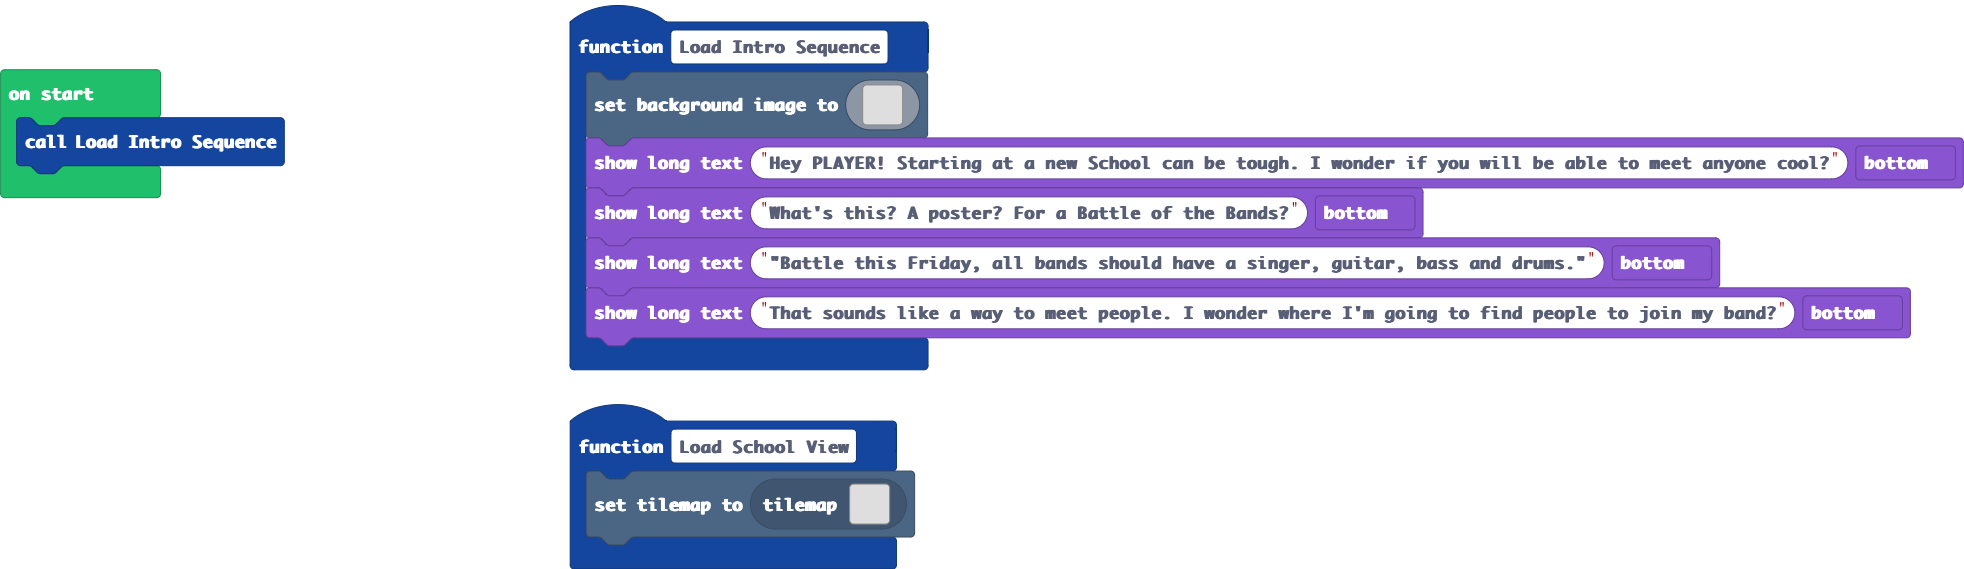 on start
call Load Intro Sequence
function Load Intro Sequence
set background image to
show long text "Hey PLAYER! Starting at a new School can be tough. I wonder if you will be able to meet anyone cool?" bottom
show long text "What's this? A poster? For a Battle of the Bands?" bottom
show long text ""Battle this Friday, all bands should have a singer, guitar, bass and drums."" bottom
show long text "That sounds like a way to meet people. I wonder where I'm going to find people to join my band?" bottom
function Load School View
set tilemap to tilemap